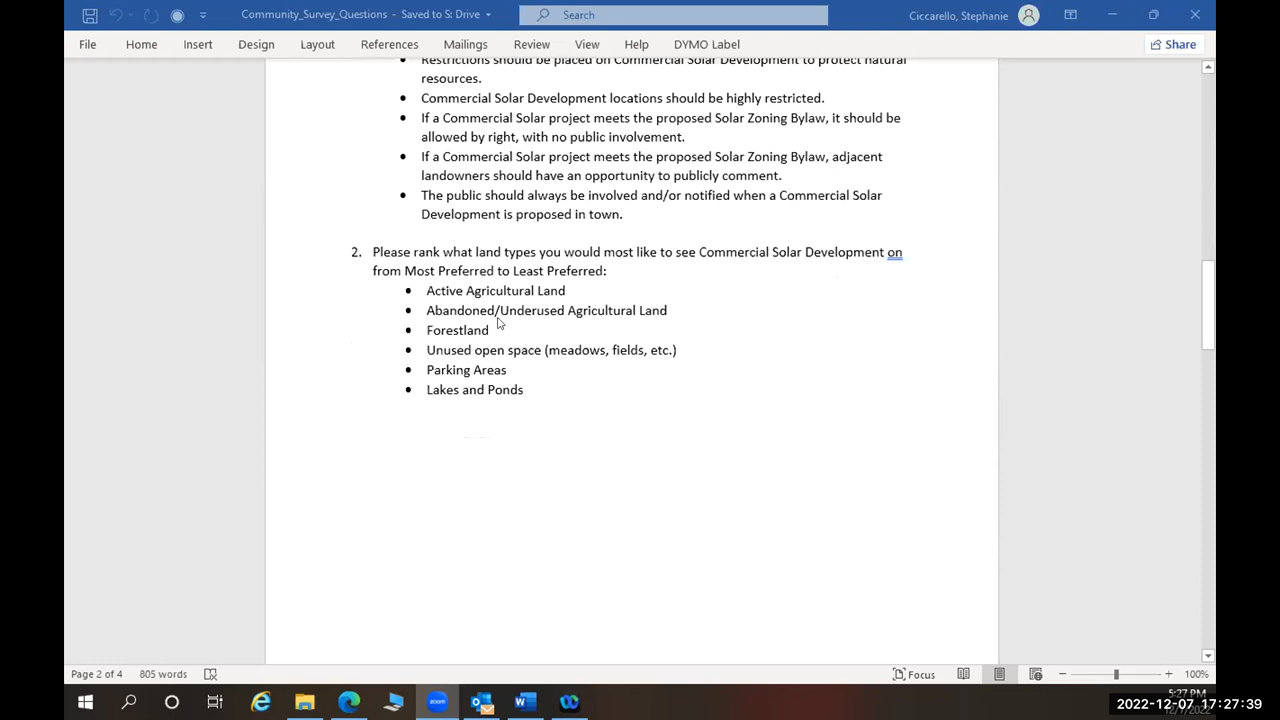 Community_Survey_Questions - Saved to S: Drive
Search
Ciccarello, Stephanie
File Home Insert Design Layout References Mailings Review View Help DYMO Label Share
• Restrictions should be placed on Commercial Solar Development to protect natural
resources.
• Commercial Solar Development locations should be highly restricted.
• If a Commercial Solar project meets the proposed Solar Zoning Bylaw, it should be
allowed by right, with no public involvement.
• If a Commercial Solar project meets the proposed Solar Zoning Bylaw, adjacent
landowners should have an opportunity to publicly comment.
• The public should always be involved and/or notified when a Commercial Solar
Development is proposed in town.
2. Please rank what land types you would most like to see Commercial Solar Development on
from Most Preferred to Least Preferred:
• Active Agricultural Land
• Abandoned/Underused Agricultural Land
• Forestland
• Unused open space (meadows, fields, etc.)
• Parking Areas
• Lakes and Ponds
Page 2 of 4 805 words Focus 100%
zoom
5:27 PM
2022-12-07 17:27:39